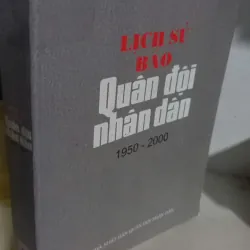 LỊCH SỬ
BÁO
Quân đội
nhân dân
1950 - 2000